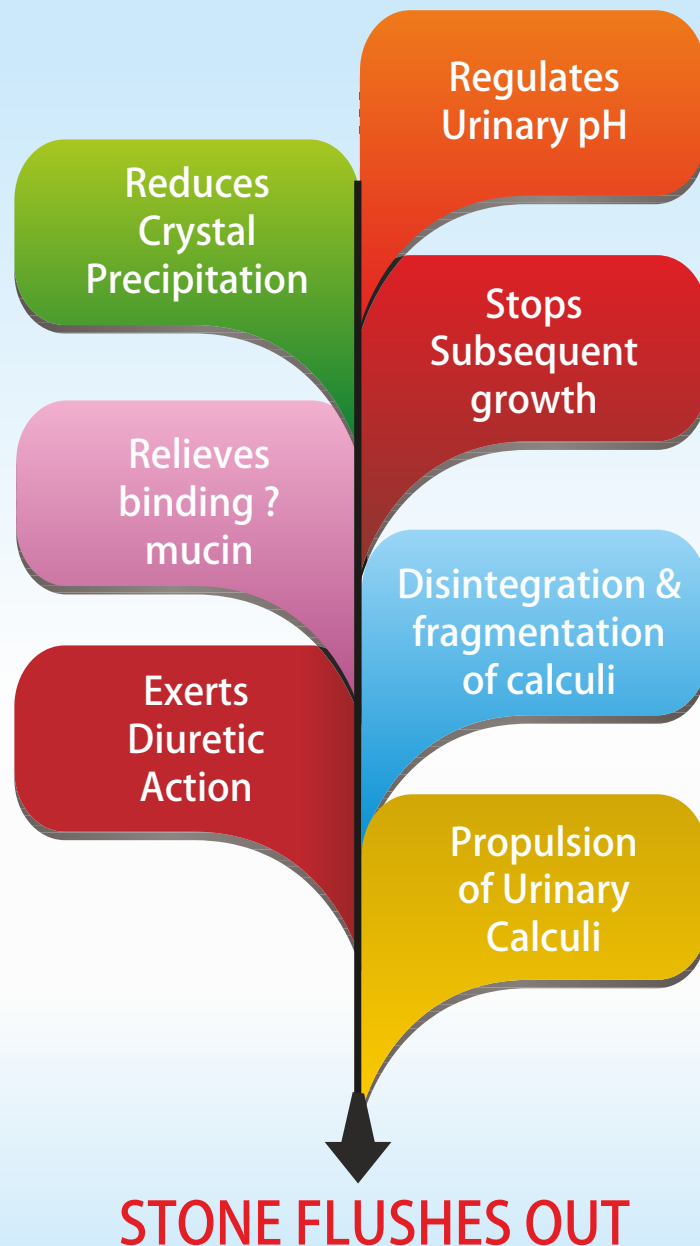 Regulates
Urinary pH
Reduces
Crystal
Precipitation
Stops
Subsequent
growth
Relieves
binding ?
mucin
Disintegration &
fragmentation
of calculi
Exerts
Diuretic
Action
Propulsion
of Urinary
Calculi
STONE FLUSHES OUT